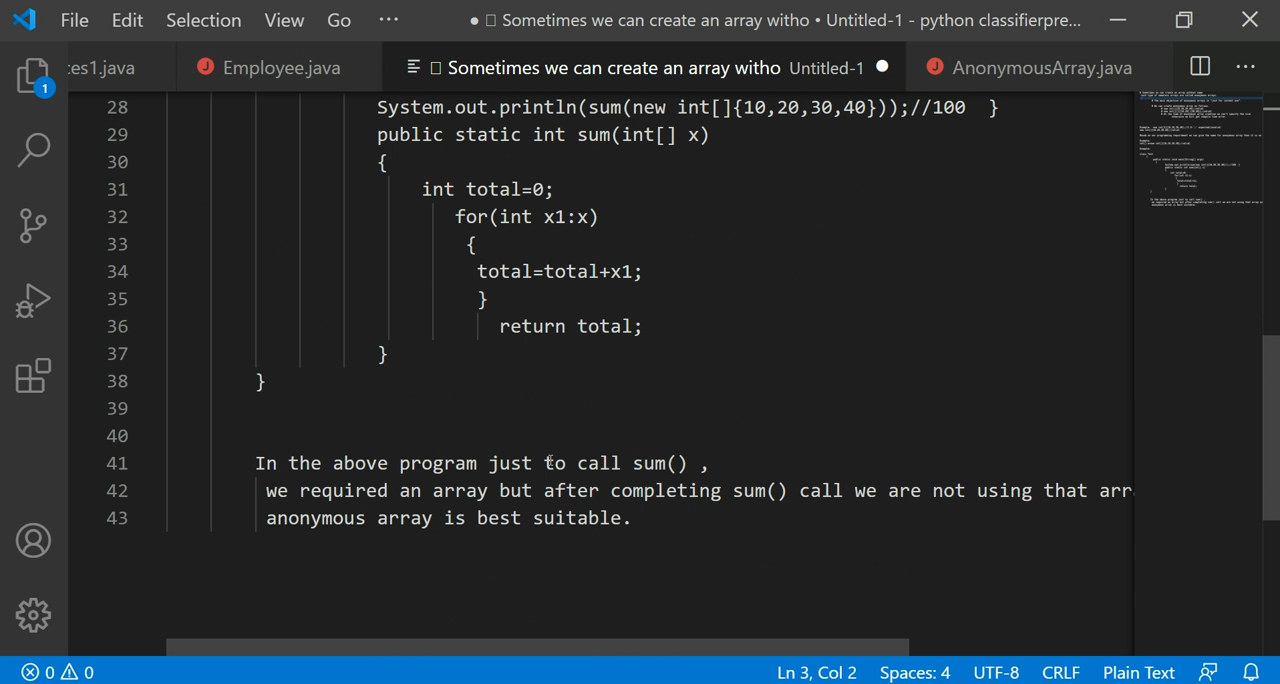 File Edit Selection View Go ··· ● □ Sometimes we can create an array witho • Untitled-1 - python classifierpre...
es1.java Employee.java □ Sometimes we can create an array witho Untitled-1 ● AnonymousArray.java
1
28 System.out.println(sum(new int[]{10,20,30,40}));//100 }
29 public static int sum(int[] x)
30 {
31 int total=0;
32 for(int x1:x)
33 {
34 total=total+x1;
35 }
36 return total;
37 }
38 }
39
40
41 In the above program just to call sum() ,
42 we required an array but after completing sum() call we are not using that arr
43 anonymous array is best suitable.
0 0 Ln 3, Col 2 Spaces: 4 UTF-8 CRLF Plain Text